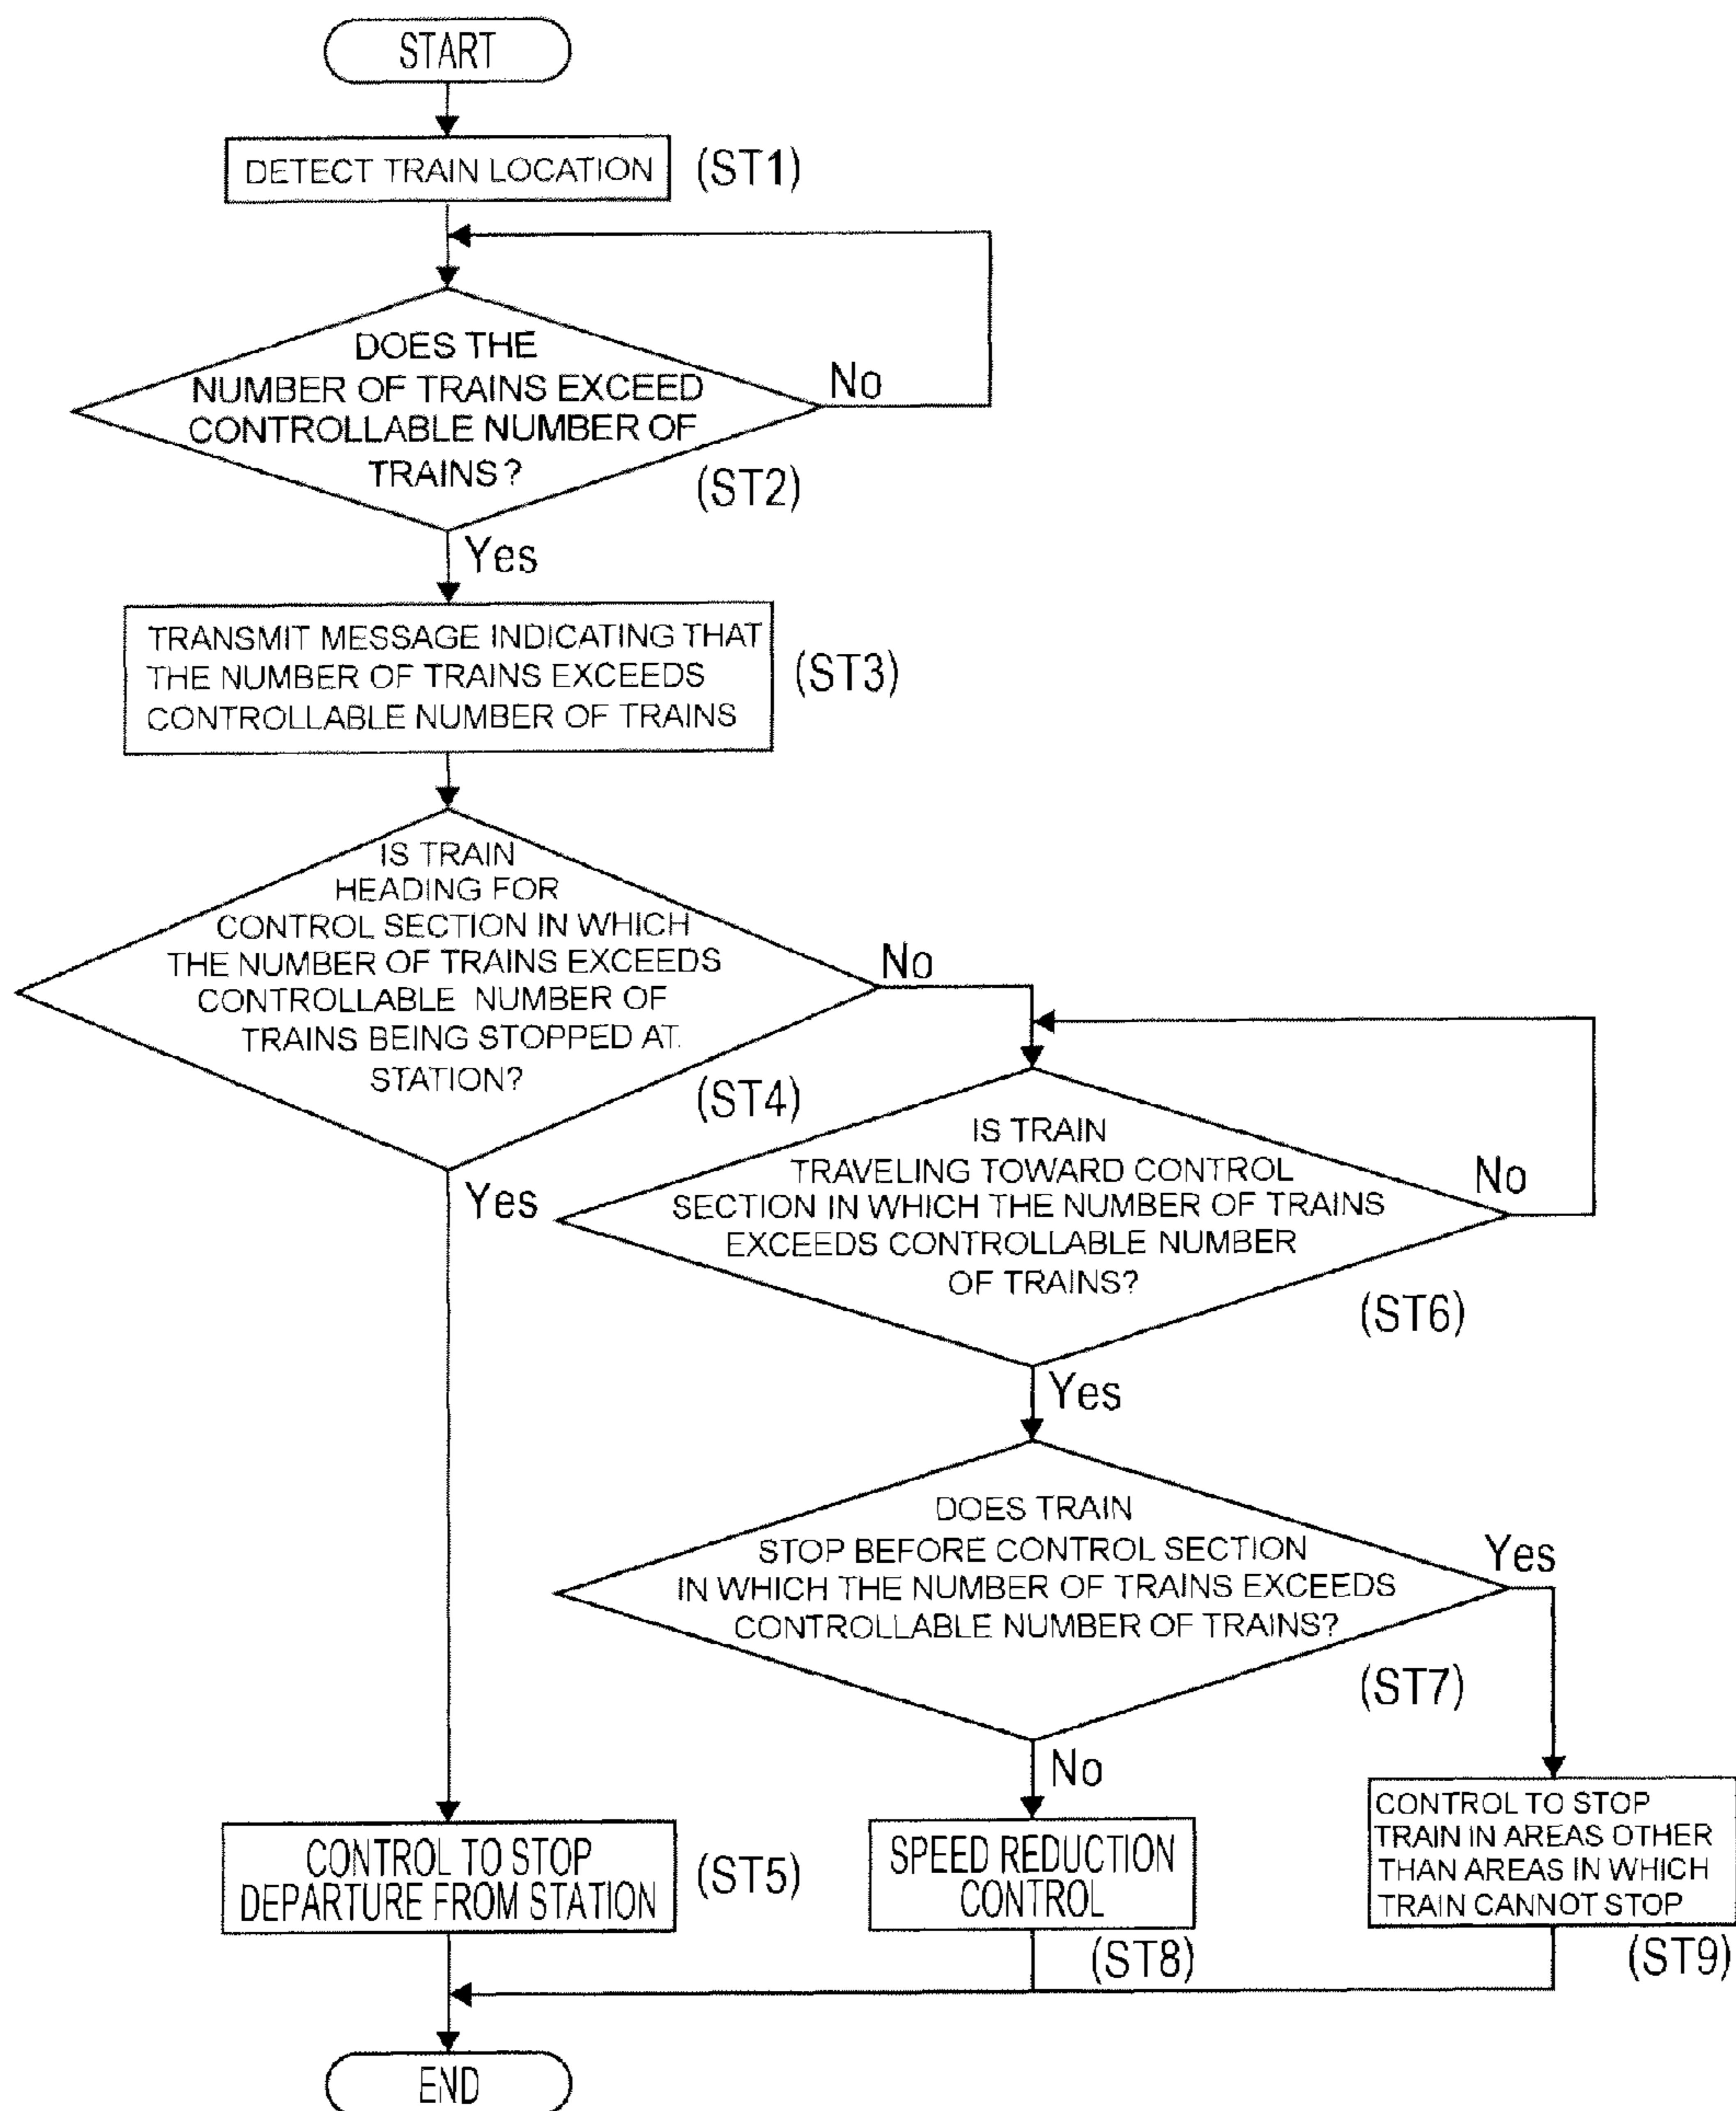 START
DETECT TRAIN LOCATION
(ST1)
DOES THE
NUMBER OF TRAINS EXCEED
CONTROLLABLE NUMBER OF
TRAINS?
No
(ST2)
Yes
TRANSMIT MESSAGE INDICATING THAT
THE NUMBER OF TRAINS EXCEEDS
CONTROLLABLE NUMBER OF TRAINS
(ST3)
IS TRAIN
HEADING FOR
CONTROL SECTION IN WHICH
THE NUMBER OF TRAINS EXCEEDS
CONTROLLABLE NUMBER OF
TRAINS BEING STOPPED AT
STATION?
No
(ST4)
Yes
IS TRAIN
TRAVELING TOWARD CONTROL
SECTION IN WHICH THE NUMBER OF TRAINS
EXCEEDS CONTROLLABLE NUMBER
OF TRAINS?
No
(ST6)
Yes
DOES TRAIN
STOP BEFORE CONTROL SECTION
IN WHICH THE NUMBER OF TRAINS EXCEEDS
CONTROLLABLE NUMBER OF TRAINS?
Yes
(ST7)
No
CONTROL TO STOP
DEPARTURE FROM STATION
(ST5)
SPEED REDUCTION
CONTROL
(ST8)
CONTROL TO STOP
TRAIN IN AREAS OTHER
THAN AREAS IN WHICH
TRAIN CANNOT STOP
(ST9)
END